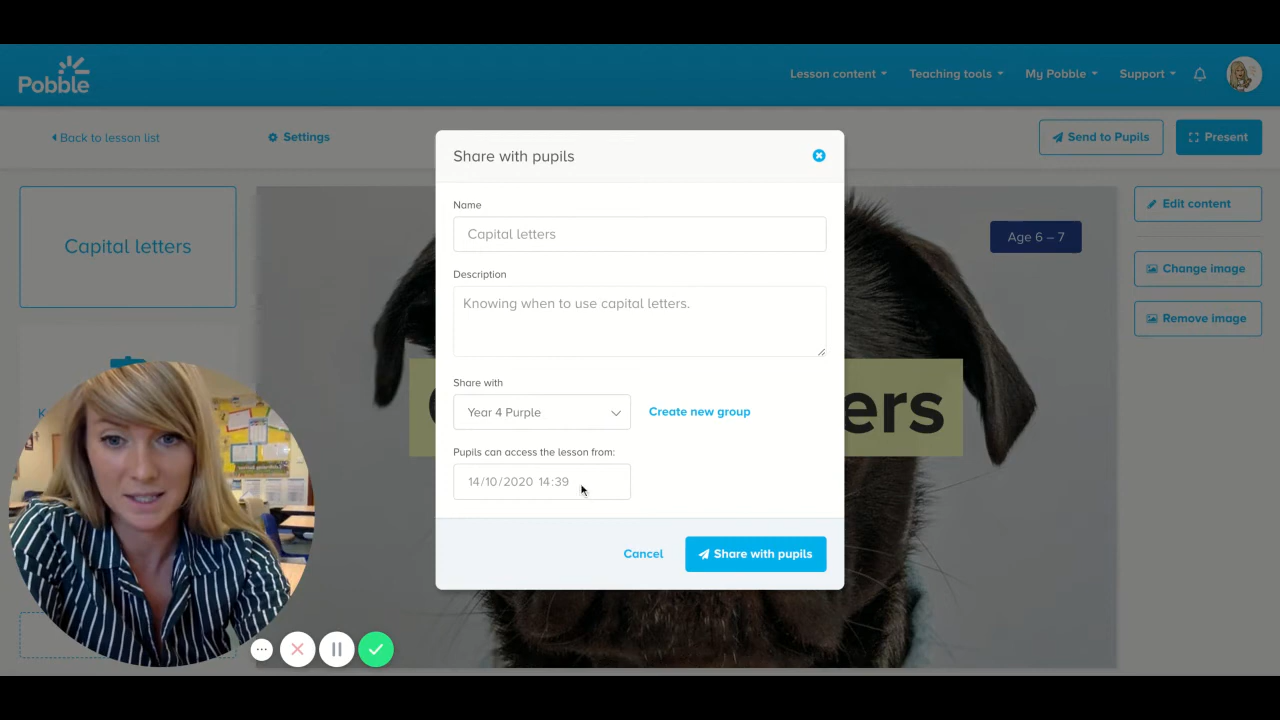 Pobble
Lesson content
Teaching tools
My Pobble
Support
Back to lesson list
Settings
Send to Pupils
Present
Share with pupils
Name
Capital letters
Description
Knowing when to use capital letters.
Share with
Year 4 Purple
Create new group
Pupils can access the lesson from:
14/10/2020 14:39
Cancel
Share with pupils
Capital letters
K
Age 6 – 7
ers
Edit content
Change image
Remove image